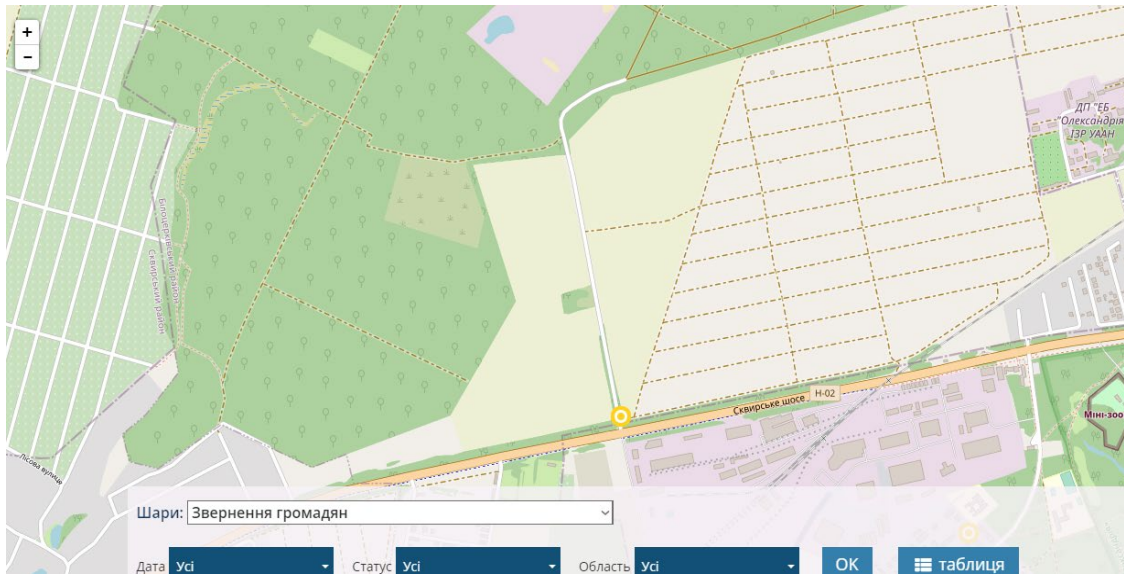 +
−
ДП "ЕБ
"Олександрія"
ІЗР УААН
Білоцерківський район
Сквирський район
Н-02
Сквирське шосе
Міні-зоо
Лісова вулиця
Шари: Звернення громадян
Дата Усі Статус Усі Область Усі ОК таблиця